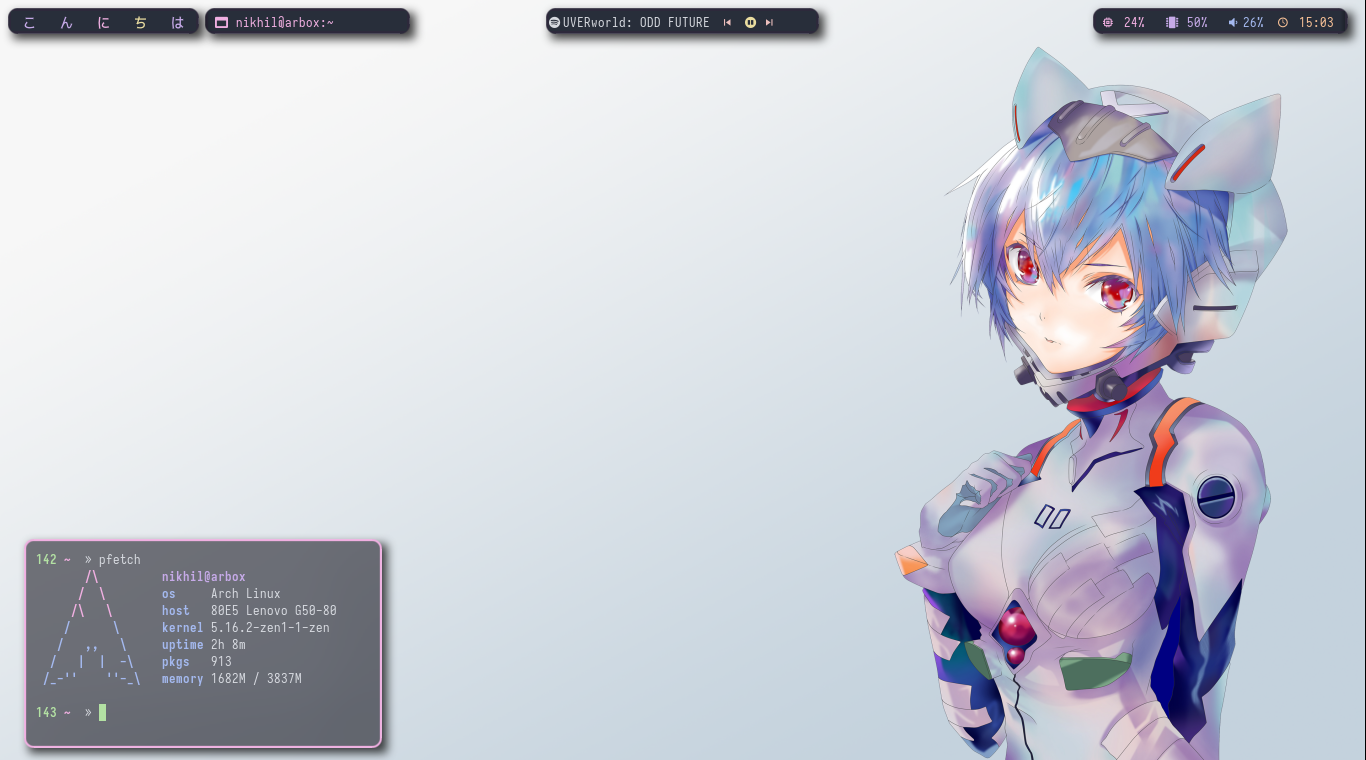 こ ん に ち は nikhil@arbox:~ UVERworld: ODD FUTURE 24% 50% 26% 15:03
142 ~ » pfetch
/\ nikhil@arbox
/ \ os Arch Linux
/\ \ host 80E5 Lenovo G50-80
/ \ kernel 5.16.2-zen1-1-zen
/ ,, \ uptime 2h 8m
/ | | -\ pkgs 913
/_-'' ''-_\ memory 1682M / 3837M
143 ~ »